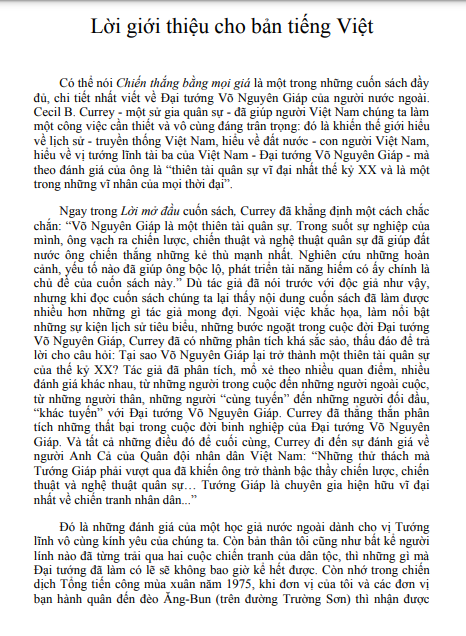 Lời giới thiệu cho bản tiếng Việt
Có thể nói Chiến thắng bằng mọi giá là một trong những cuốn sách đầy
đủ, chi tiết nhất viết về Đại tướng Võ Nguyên Giáp của người nước ngoài.
Cecil B. Currey - một sử gia quân sự - đã giúp người Việt Nam chúng ta làm
một công việc cần thiết và vô cùng đáng trân trọng: đó là khiến thế giới hiểu
về lịch sử - truyền thống Việt Nam, hiểu về đất nước - con người Việt Nam,
hiểu về vị tướng lĩnh tài ba của Việt Nam - Đại tướng Võ Nguyên Giáp - mà
theo đánh giá của ông là “thiên tài quân sự vĩ đại nhất thế kỷ XX và là một
trong những vĩ nhân của mọi thời đại”.
Ngay trong Lời mở đầu cuốn sách, Currey đã khẳng định một cách chắc
chắn: “Võ Nguyên Giáp là một thiên tài quân sự. Trong suốt sự nghiệp của
mình, ông vạch ra chiến lược, chiến thuật và nghệ thuật quân sự đã giúp đất
nước ông chiến thắng những kẻ thù mạnh nhất. Nghiên cứu những hoàn
cảnh, yếu tố nào đã giúp ông bộc lộ, phát triển tài năng hiếm có ấy chính là
chủ đề của cuốn sách này.” Dù tác giả đã nói trước với độc giả như vậy,
nhưng khi đọc cuốn sách chúng ta lại thấy nội dung cuốn sách đã làm được
nhiều hơn những gì tác giả mong đợi. Ngoài việc khắc họa, làm nổi bật
những sự kiện lịch sử tiêu biểu, những bước ngoặt trong cuộc đời Đại tướng
Võ Nguyên Giáp, Currey đã có những phân tích khá sắc sảo, thấu đáo để trả
lời cho câu hỏi: Tại sao Võ Nguyên Giáp lại trở thành một thiên tài quân sự
của thế kỷ XX? Tác giả đã phân tích, mổ xẻ theo nhiều quan điểm, nhiều
đánh giá khác nhau, từ những người trong cuộc đến những người ngoài cuộc,
từ những người thân, những người “cùng tuyến” đến những người đối đầu,
“khác tuyến” với Đại tướng Võ Nguyên Giáp. Currey đã thẳng thắn phân
tích những thất bại trong cuộc đời binh nghiệp của Đại tướng Võ Nguyên
Giáp. Và tất cả những điều đó để cuối cùng, Currey đi đến sự đánh giá về
người Anh Cả của Quân đội nhân dân Việt Nam: “Những thử thách mà
Tướng Giáp phải vượt qua đã khiến ông trở thành bậc thầy chiến lược, chiến
thuật và nghệ thuật quân sự… Tướng Giáp là chuyên gia hiện hữu vĩ đại
nhất về chiến tranh nhân dân...”
Đó là những đánh giá của một học giả nước ngoài dành cho vị Tướng
lĩnh vô cùng kính yêu của chúng ta. Còn bản thân tôi cũng như bất kể người
lính nào đã từng trải qua hai cuộc chiến tranh của dân tộc, thì những gì mà
Đại tướng đã làm có lẽ sẽ không bao giờ kể hết được. Còn nhớ trong chiến
dịch Tổng tiến công mùa xuân năm 1975, khi đơn vị của tôi và các đơn vị
bạn hành quân đến đèo Ăng-Bun (trên đường Trường Sơn) thì nhận được